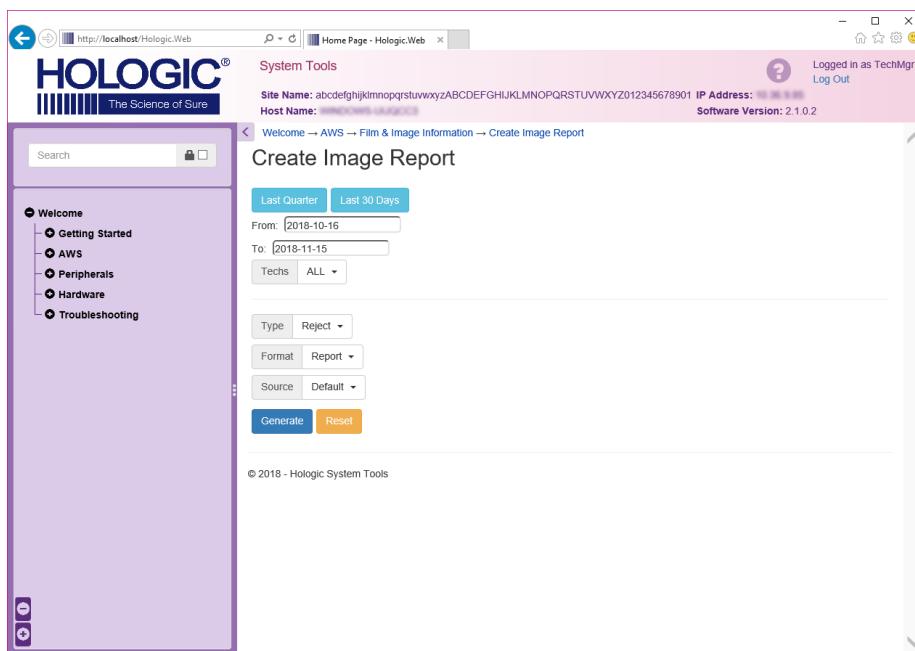 http://localhost/Hologic.Web
Home Page - Hologic.Web
HOLOGIC®
The Science of Sure
System Tools
Logged in as TechMgr
Log Out
Site Name: abcdefghijklmnopqrstuvwxyzABCDEFGHIJKLMNOPQRSTUVWXYZ012345678901 IP Address:
Host Name:
Software Version: 2.1.0.2
Search
Welcome → AWS → Film & Image Information → Create Image Report
Create Image Report
Welcome
Getting Started
AWS
Peripherals
Hardware
Troubleshooting
Last Quarter
Last 30 Days
From: 2018-10-16
To: 2018-11-15
Techs ALL
Type Reject
Format Report
Source Default
Generate
Reset
© 2018 - Hologic System Tools